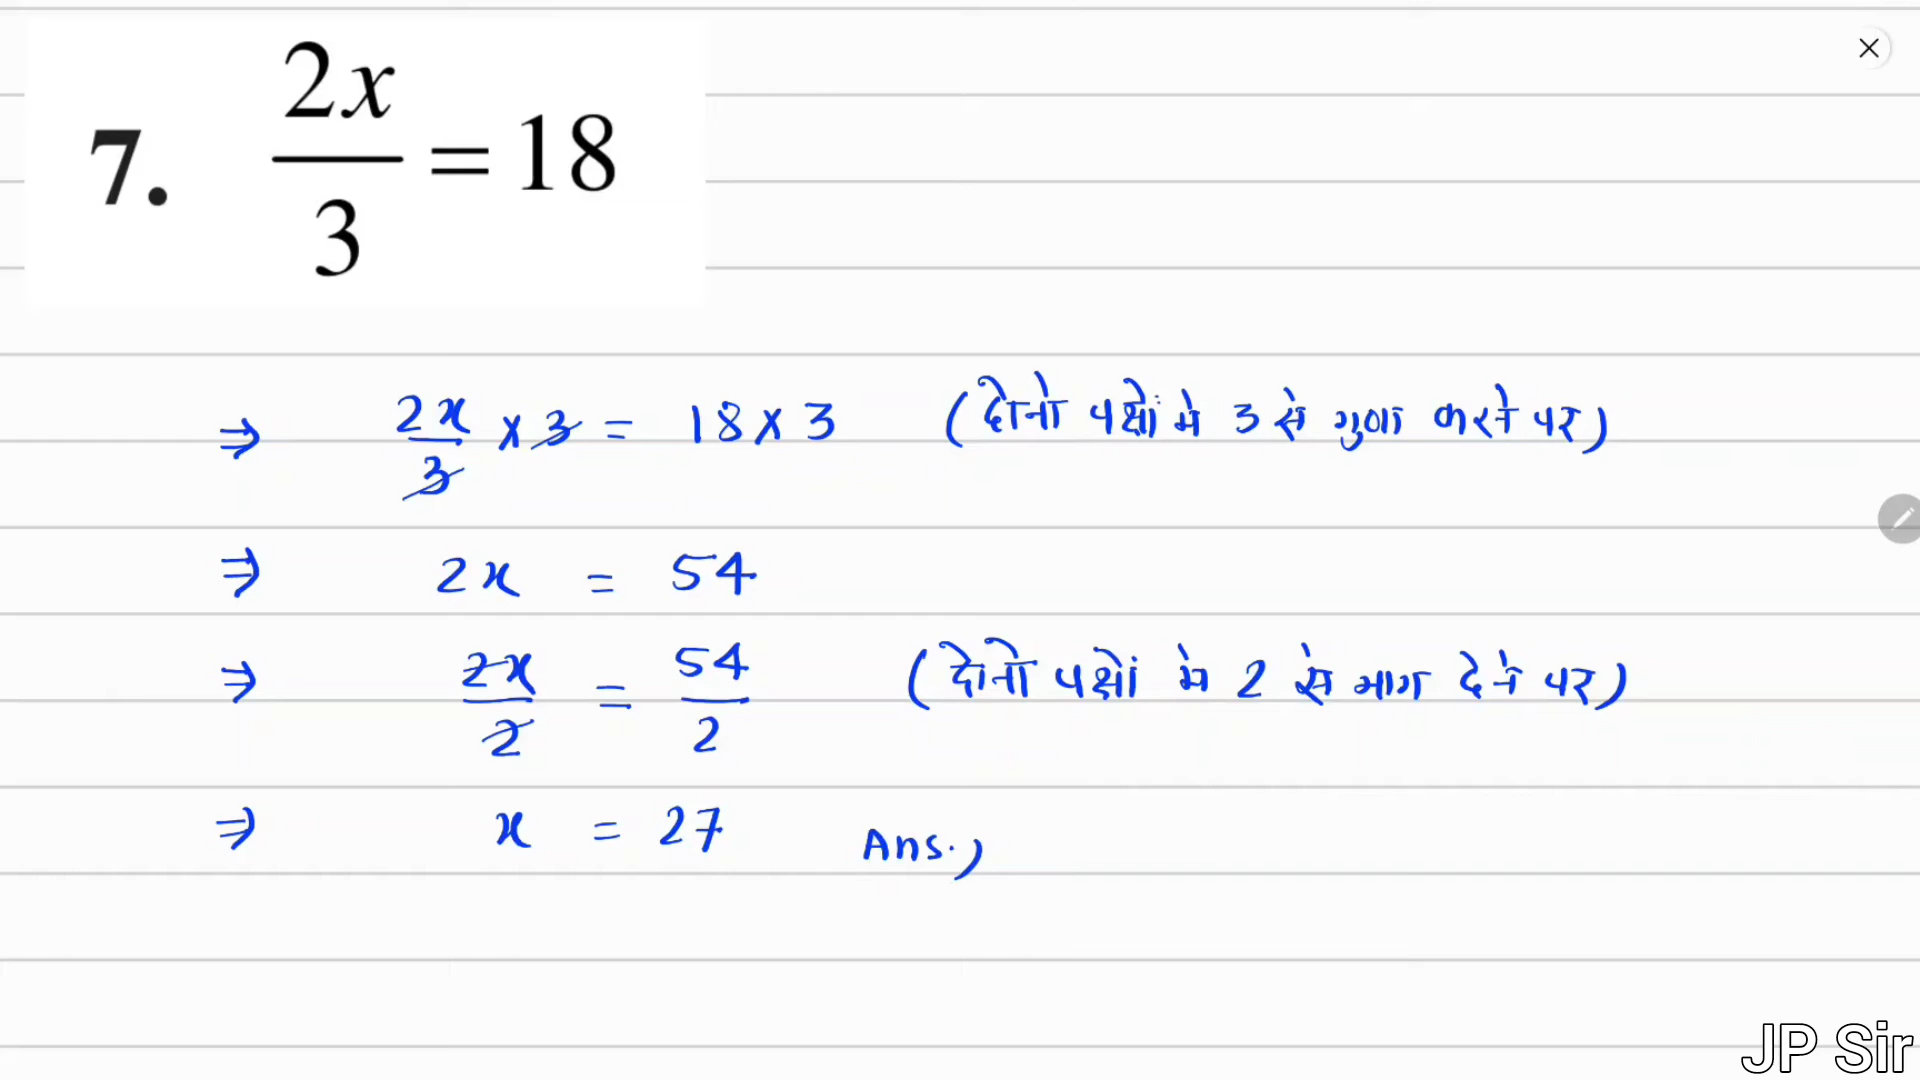 7. 2x/3 = 18
⇒ 2x/3 × 3 = 18 × 3 (दोनो पक्षों मे 3 से गुणा करने पर)
⇒ 2x = 54
⇒ 2x/2 = 54/2 (दोनो पक्षों मे 2 से भाग देने पर)
⇒ x = 27 Ans.)
JP Sir